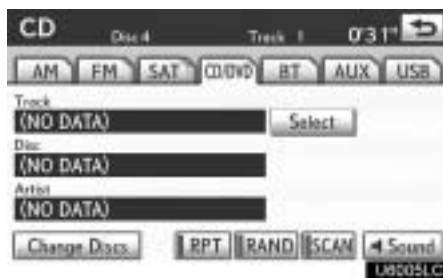 CD Disc 4 Track 1 0'31"
AM FM SAT CD/DVD BT AUX USB
Track
(NO DATA) Select
Disc
(NO DATA)
Artist
(NO DATA)
Change Discs RPT RAND SCAN Sound
U8005LC